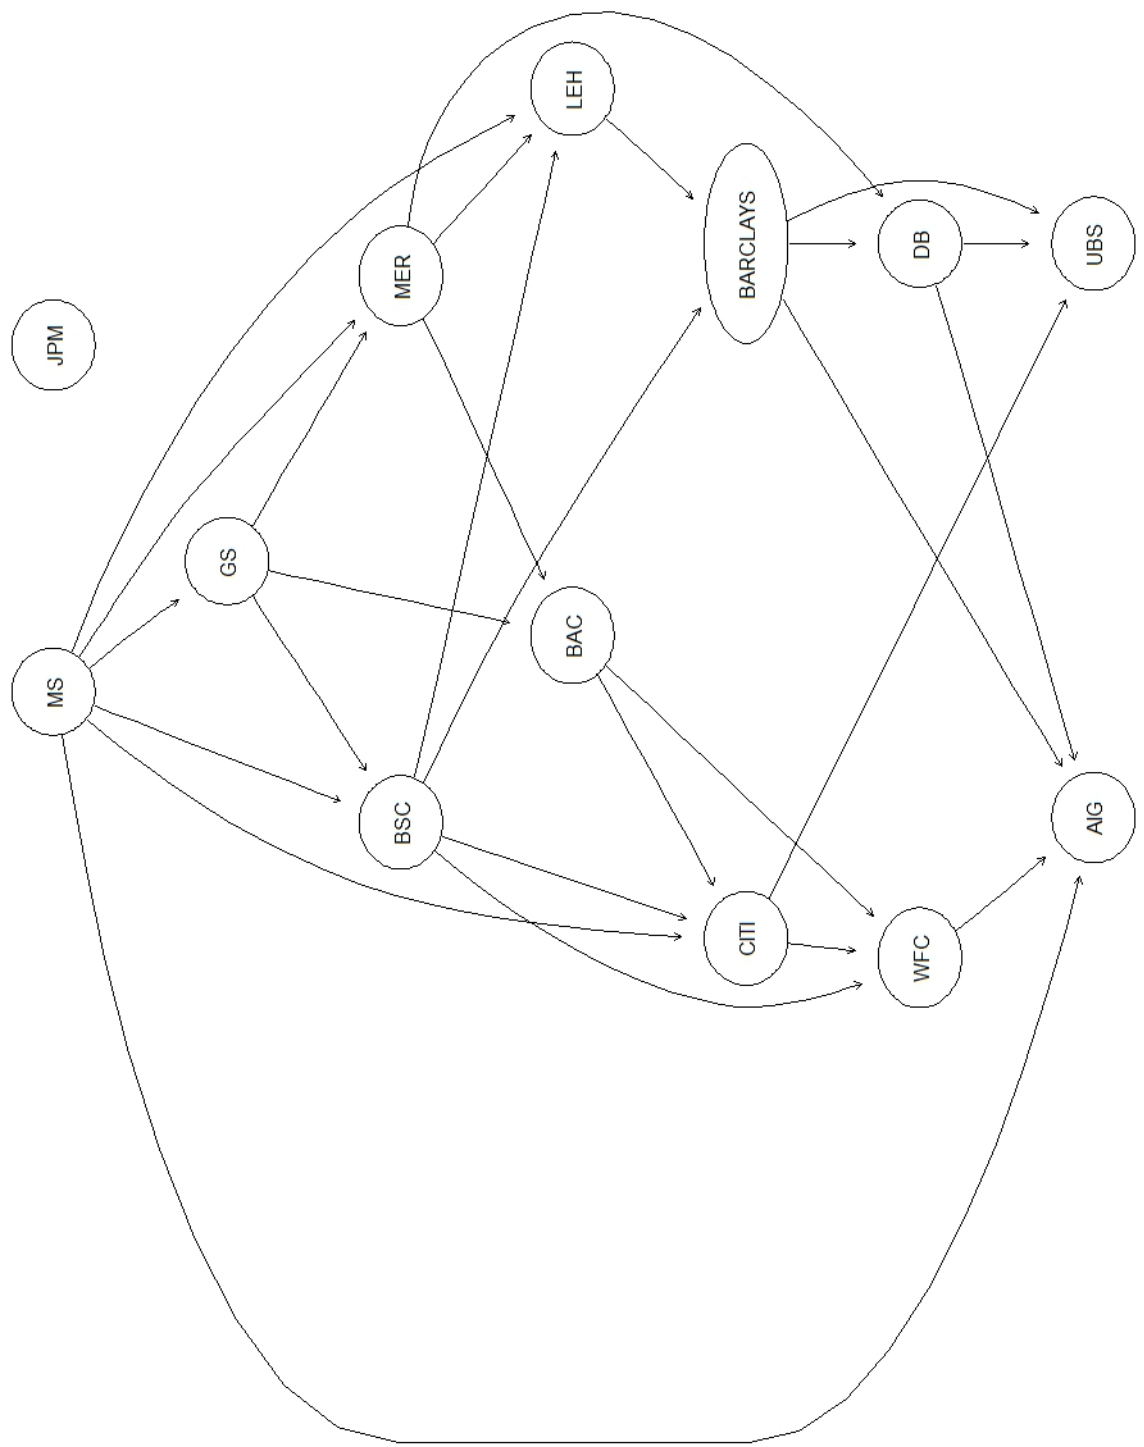 JPM
MS
GS
MER
BSC
LEH
BAC
BARCLAYS
CITI
DB
WFC
UBS
AIG